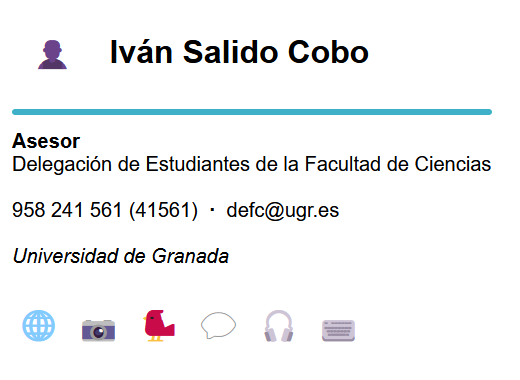 Iván Salido Cobo
Asesor
Delegación de Estudiantes de la Facultad de Ciencias
958 241 561 (41561) · defc@ugr.es
Universidad de Granada